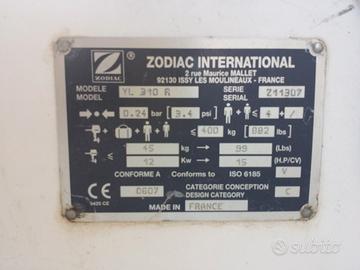 ZODIAC
ZODIAC INTERNATIONAL
2 rue Maurice MALLET
92130 ISSY LES MOULINEAUX - FRANCE
MODELE
MODEL
YL 310 R
SERIE
SERIAL
Z11307
0.24 bar [3.4 psi] ≤ 4 + /
≤ 400 kg [882 lbs]
≤ 45 kg → 99 (Lbs)
12 Kw → 15 (H.P/CV)
CONFORME A Conforms to ISO 6185 V
CE 0607 CATEGORIE CONCEPTION
DESIGN CATEGORY C
9425 CE
MADE IN FRANCE
subito